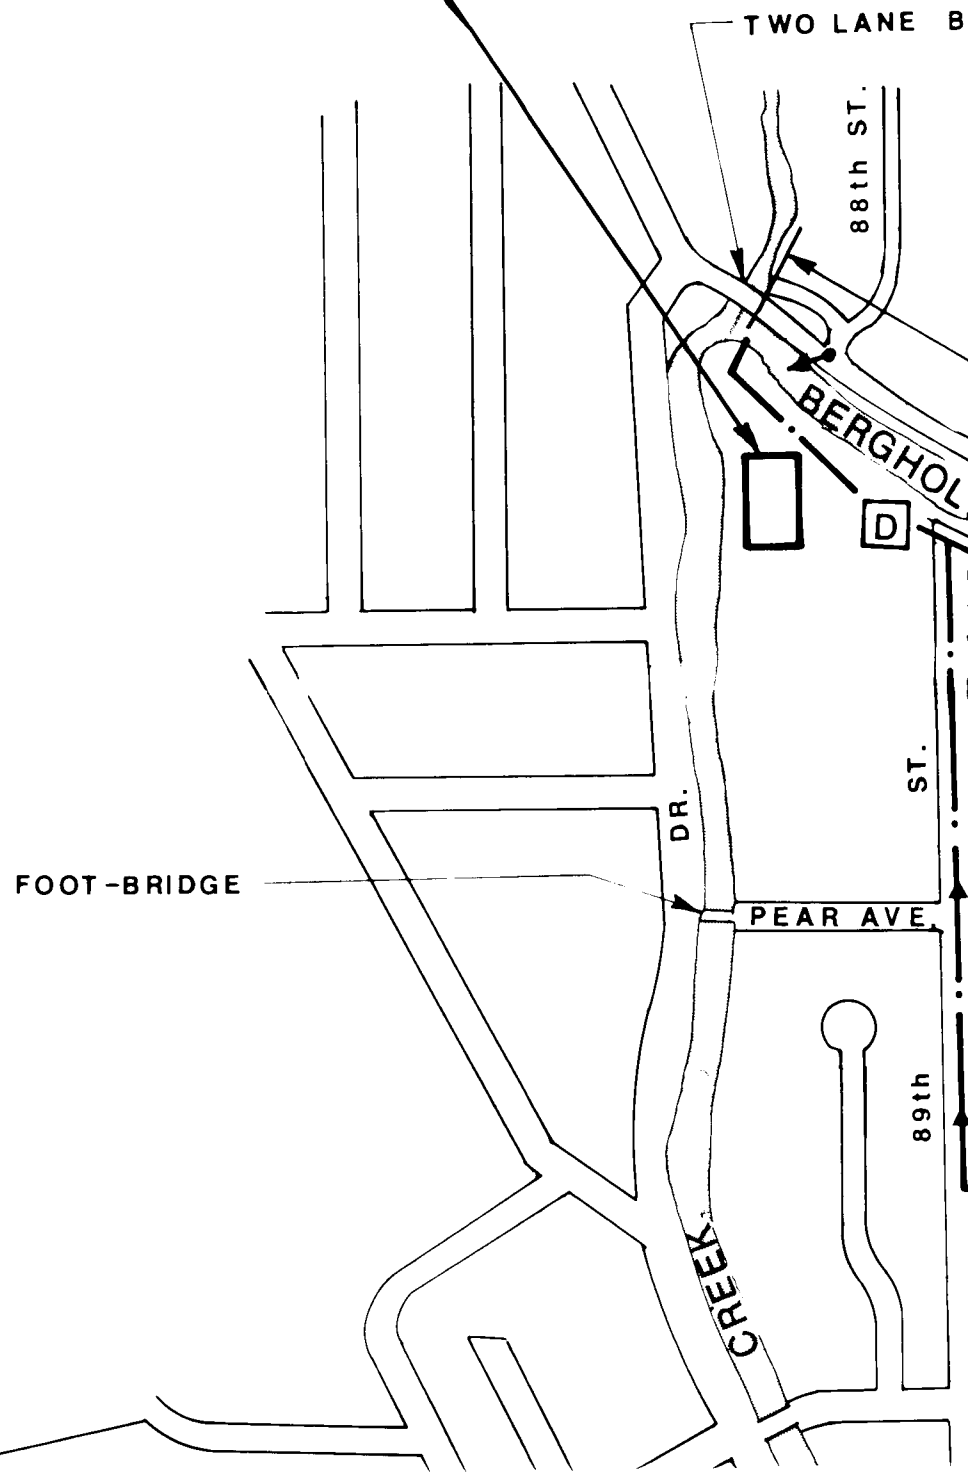 TWO LANE B
88th ST.
BERGHOL
D
ST.
DR.
FOOT-BRIDGE
PEAR AVE.
89th
CREEK